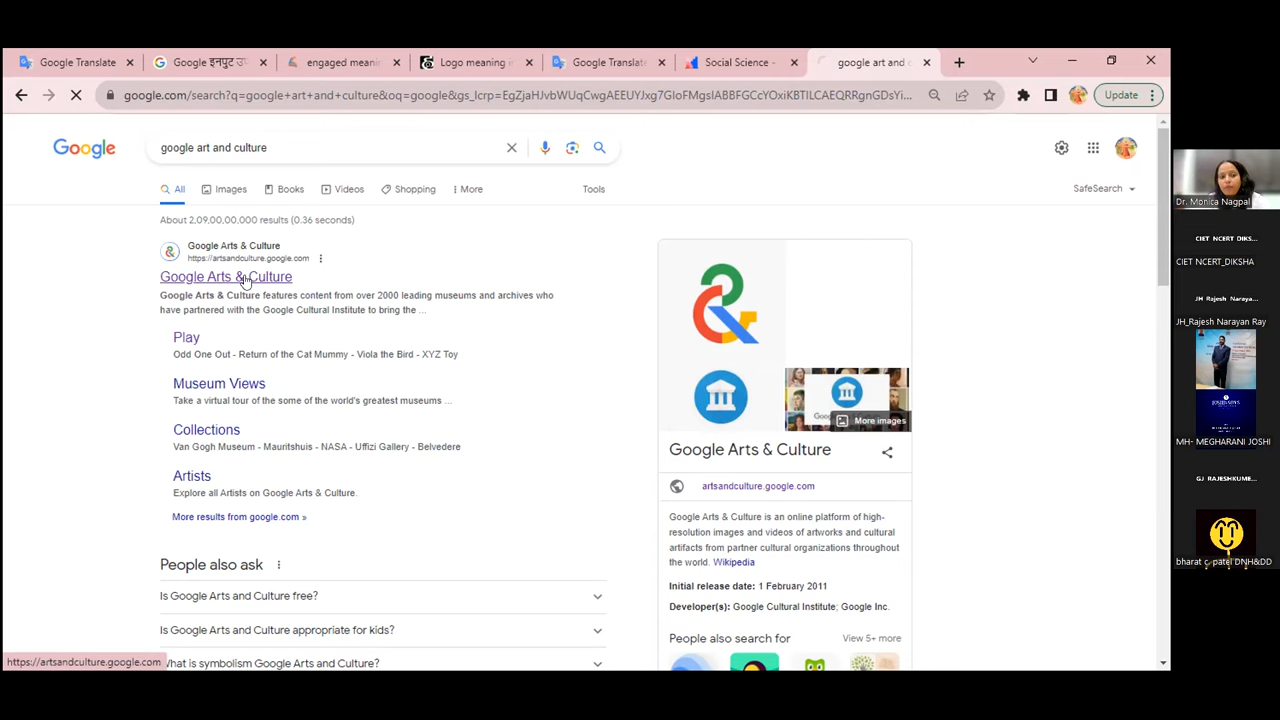 Google Translate
Google इनपुट उप
engaged meani
Logo meaning i
Google Translat
Social Science -
google art and c
google.com/search?q=google+art+and+culture&oq=google&gs_lcrp=EgZjaHJvbWUqCwgAEEUYJxg7GIoFMgsIABBFGCcYOxiKBTILCAEQRRgnGDsYi...
Update
Google
google art and culture
All
Images
Books
Videos
Shopping
More
Tools
SafeSearch
About 2,09,00,00,000 results (0.36 seconds)
Google Arts & Culture
https://artsandculture.google.com
Google Arts & Culture
Google Arts & Culture features content from over 2000 leading museums and archives who
have partnered with the Google Cultural Institute to bring the ...
Play
Odd One Out - Return of the Cat Mummy - Viola the Bird - XYZ Toy
Museum Views
Take a virtual tour of the some of the world's greatest museums ...
Collections
Van Gogh Museum - Mauritshuis - NASA - Uffizi Gallery - Belvedere
Artists
Explore all Artists on Google Arts & Culture.
More results from google.com »
People also ask
Is Google Arts and Culture free?
Is Google Arts and Culture appropriate for kids?
What is symbolism Google Arts and Culture?
https://artsandculture.google.com
More images
Google Arts & Culture
artsandculture.google.com
Google Arts & Culture is an online platform of high-
resolution images and videos of artworks and cultural
artifacts from partner cultural organizations throughout
the world. Wikipedia
Initial release date: 1 February 2011
Developer(s): Google Cultural Institute; Google Inc.
People also search for
View 5+ more
Dr. Monica Nagpal
CIET NCERT DIKS...
CIET NCERT_DIKSHA
JH_Rajesh Naraya...
JH_Rajesh Narayan Ray
MH- MEGHARANI JOSHI
GJ RAJESHKUME...
bharat c. patel DNH&DD